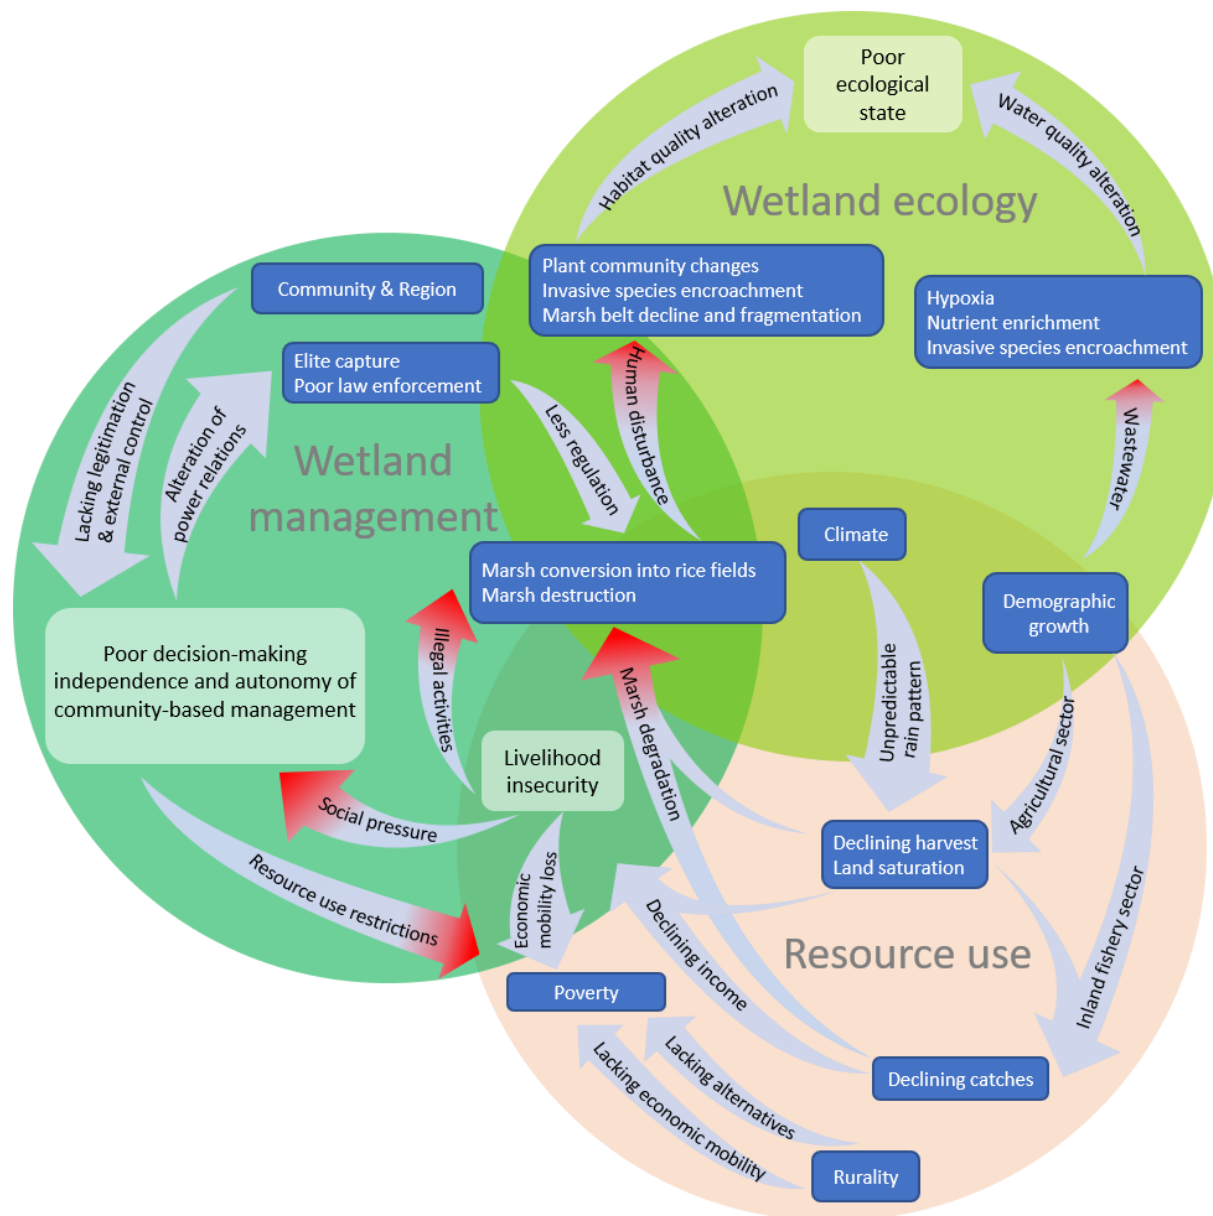 Poor
ecological
state
Habitat quality alteration
Water quality alteration
Wetland ecology
Plant community changes
Invasive species encroachment
Marsh belt decline and fragmentation
Hypoxia
Nutrient enrichment
Invasive species encroachment
Community & Region
Elite capture
Poor law enforcement
Lacking legitimation
& external control
Alteration of
power relations
Less regulation
Human disturbance
Wastewater
Wetland
management
Climate
Marsh conversion into rice fields
Marsh destruction
Demographic
growth
Poor decision-making
independence and autonomy of
community-based management
Illegal activities
Marsh degradation
Unpredictable
rain pattern
Agricultural sector
Livelihood
insecurity
Social pressure
Declining harvest
Land saturation
Resource use restrictions
Economic
mobility loss
Declining income
Resource use
Inland fishery sector
Poverty
Lacking alternatives
Lacking economic mobility
Declining catches
Rurality